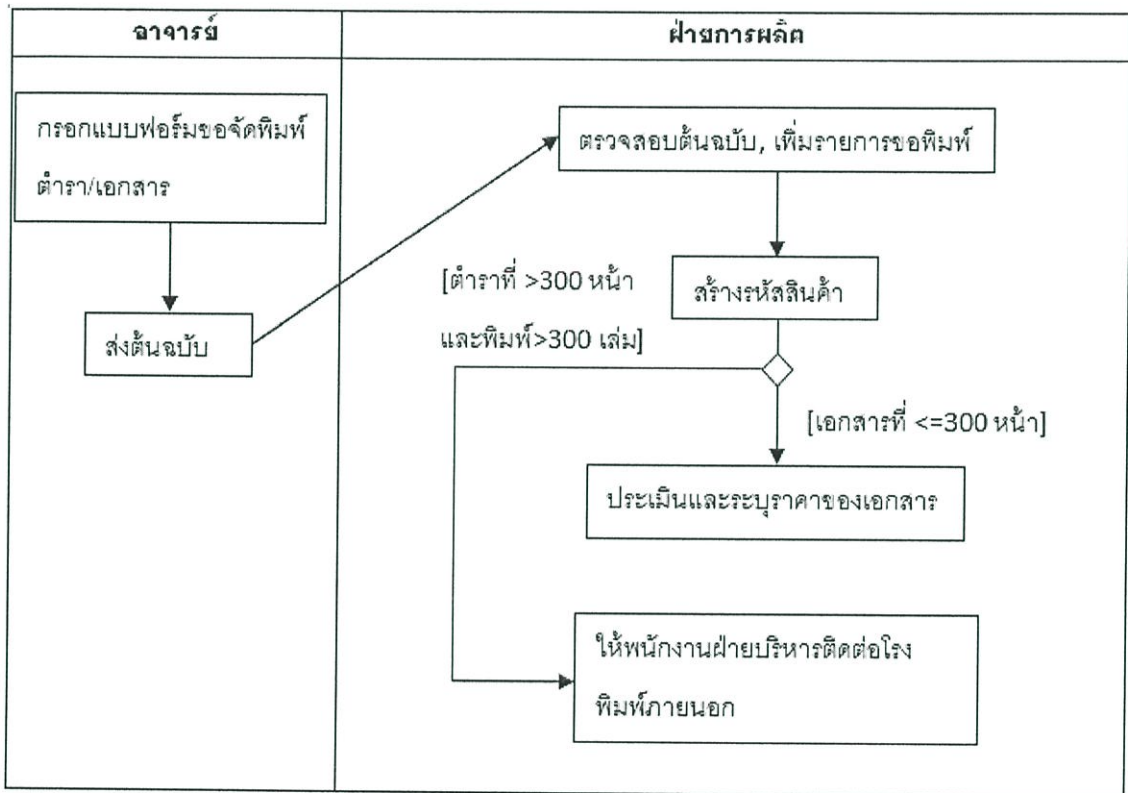 อาจารย์
ฝ่ายการผลิต
กรอกแบบฟอร์มขอจัดพิมพ์
ตำรา/เอกสาร
ส่งต้นฉบับ
ตรวจสอบต้นฉบับ, เพิ่มรายการขอพิมพ์
สร้างรหัสสินค้า
[ตำราที่ >300 หน้า
และพิมพ์>300 เล่ม]
[เอกสารที่ <=300 หน้า]
ประเมินและระบุราคาของเอกสาร
ให้พนักงานฝ่ายบริหารติดต่อโรง
พิมพ์ภายนอก